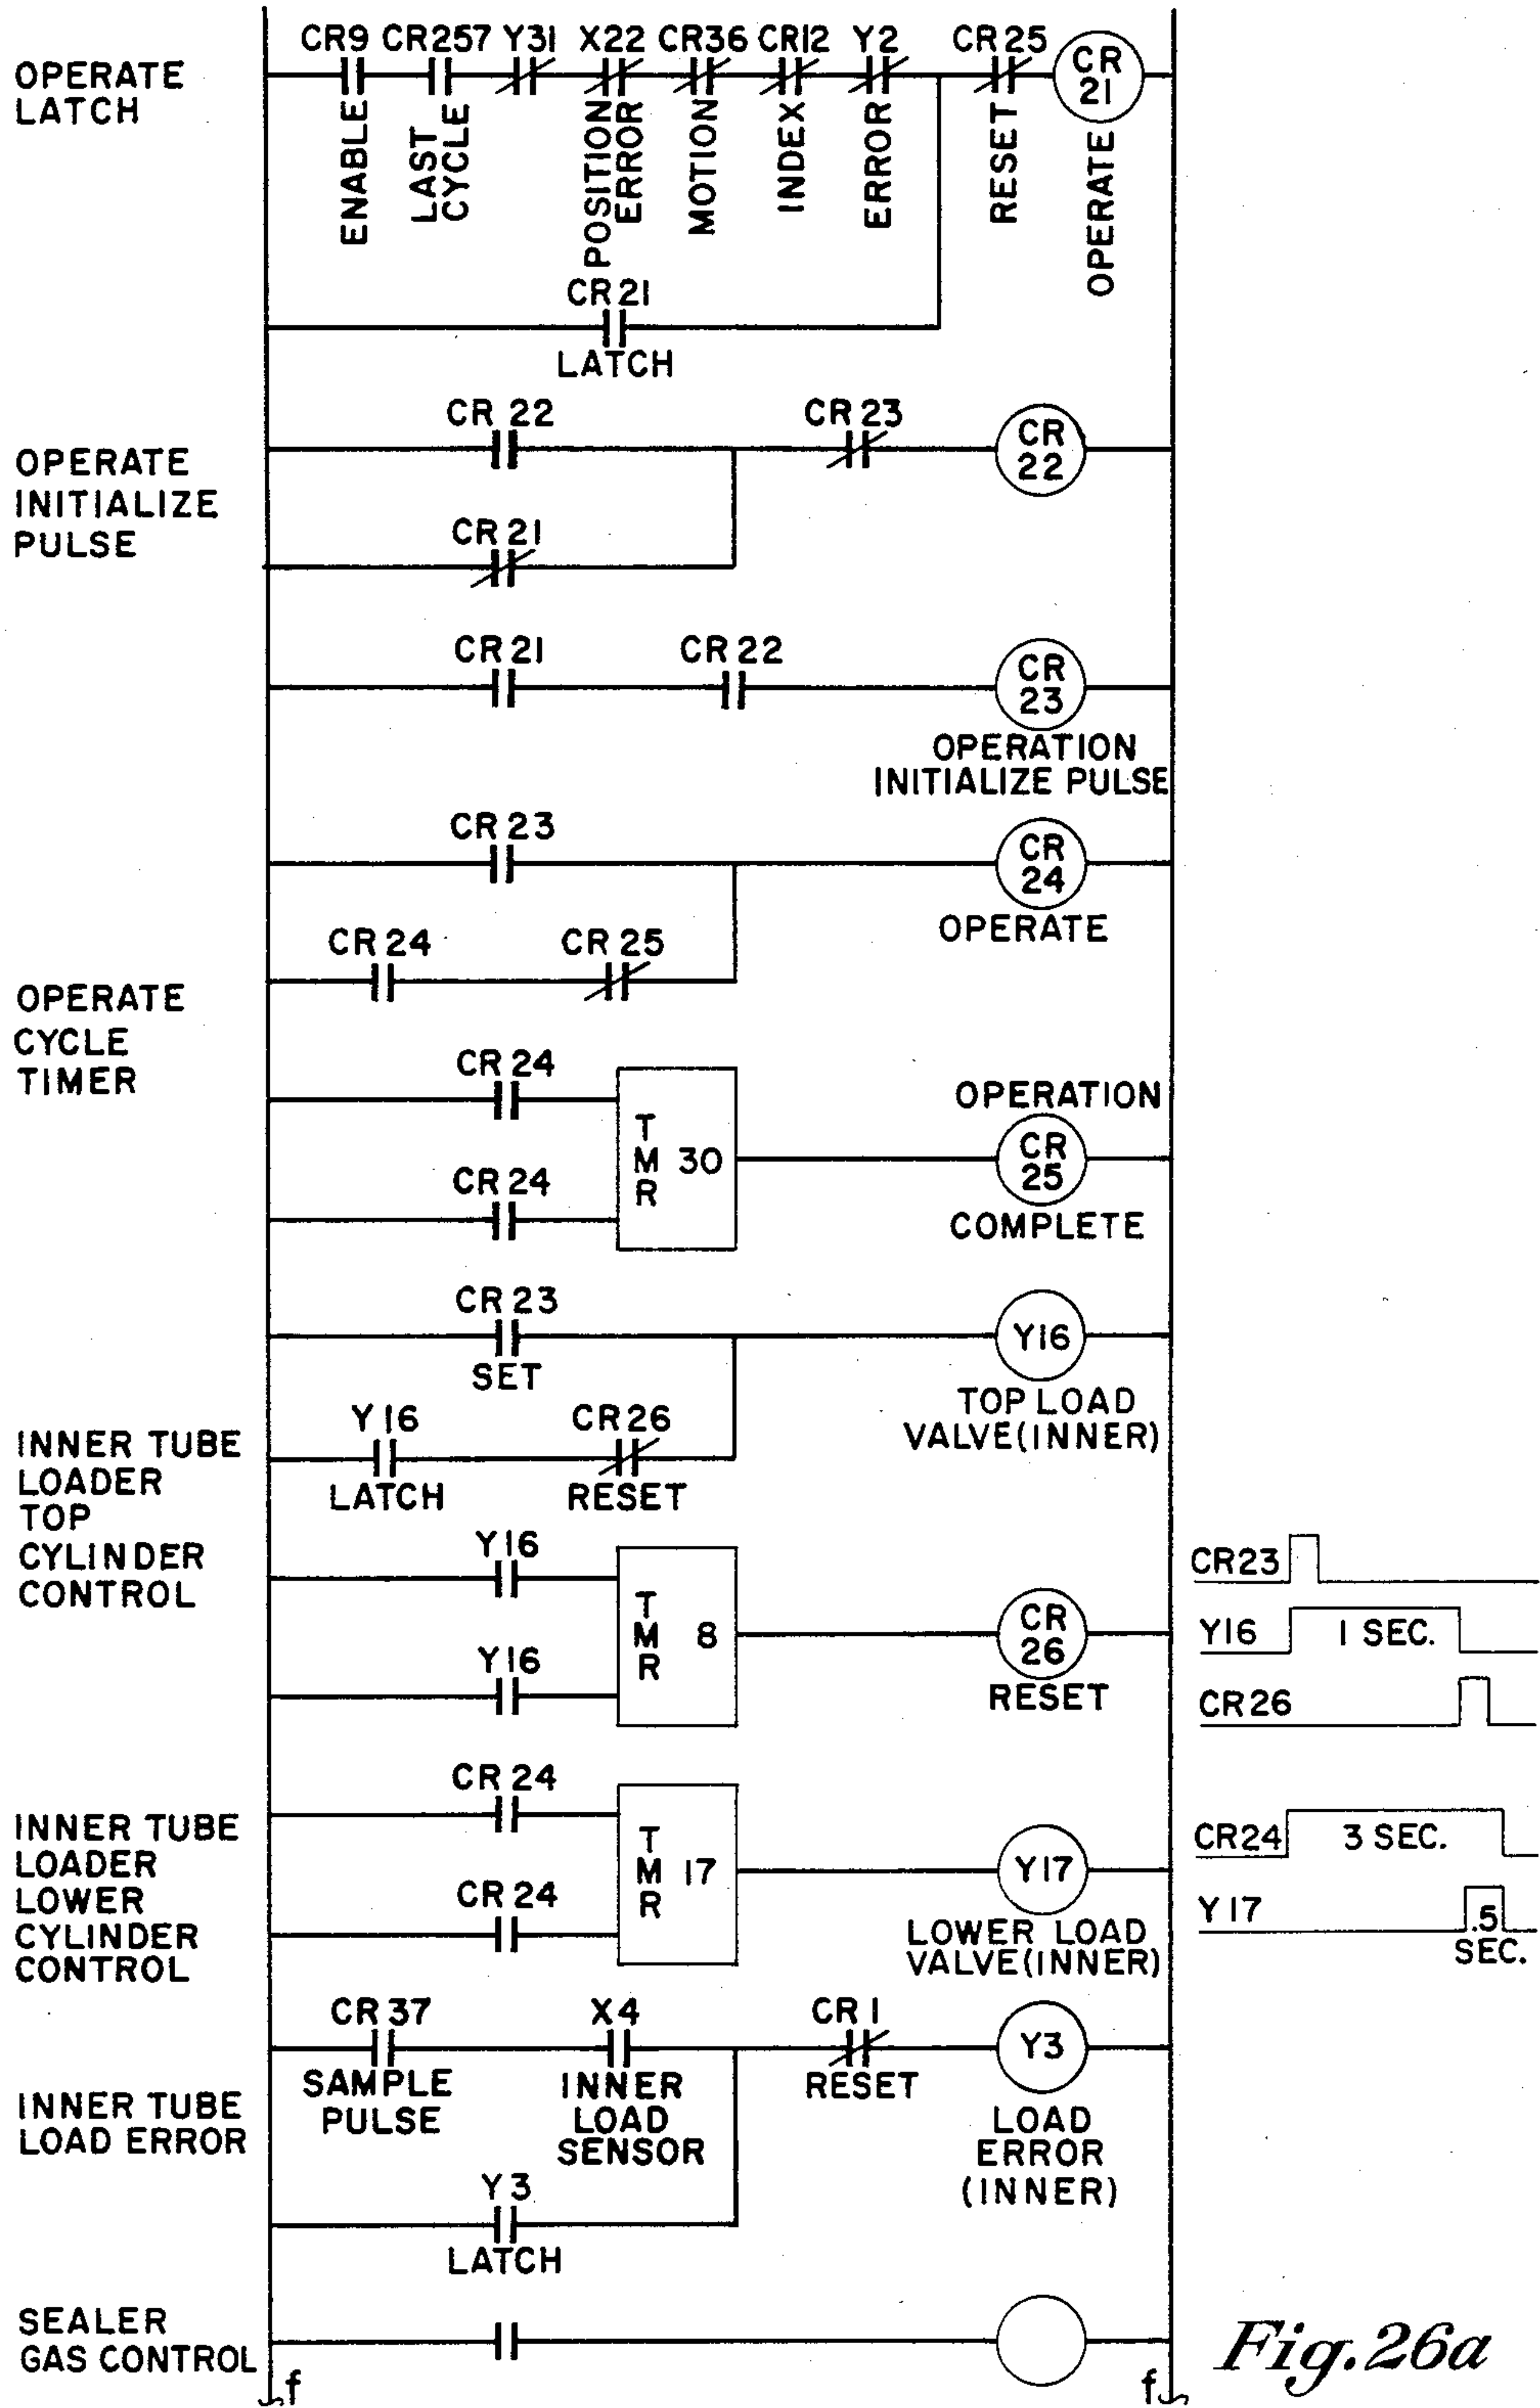 OPERATE
LATCH
CR9 CR257 Y31 X22 CR36 CR12 Y2 CR25
CR
21
ENABLE
LAST
CYCLE
POSITION
ERROR
MOTION
INDEX
ERROR
RESET
OPERATE
CR21
LATCH
OPERATE
INITIALIZE
PULSE
CR 22
CR 23
CR
22
CR 21
CR 21
CR 22
CR
23
OPERATION
INITIALIZE PULSE
OPERATE
CYCLE
TIMER
CR 23
CR
24
OPERATE
CR 24
CR 25
CR 24
CR 24
TMR 30
OPERATION
CR
25
COMPLETE
INNER TUBE
LOADER
TOP
CYLINDER
CONTROL
CR 23
SET
Y16
TOP LOAD
VALVE(INNER)
Y16
LATCH
CR26
RESET
Y16
Y16
TMR 8
CR
26
RESET
CR23
Y16 1 SEC.
CR26
INNER TUBE
LOADER
LOWER
CYLINDER
CONTROL
CR 24
CR 24
TMR 17
Y17
LOWER LOAD
VALVE(INNER)
CR24 3 SEC.
Y17 .5
SEC.
INNER TUBE
LOAD ERROR
CR 37
SAMPLE
PULSE
X4
INNER
LOAD
SENSOR
CR 1
RESET
Y3
LOAD
ERROR
(INNER)
Y3
LATCH
SEALER
GAS CONTROL
f
f
Fig. 26a